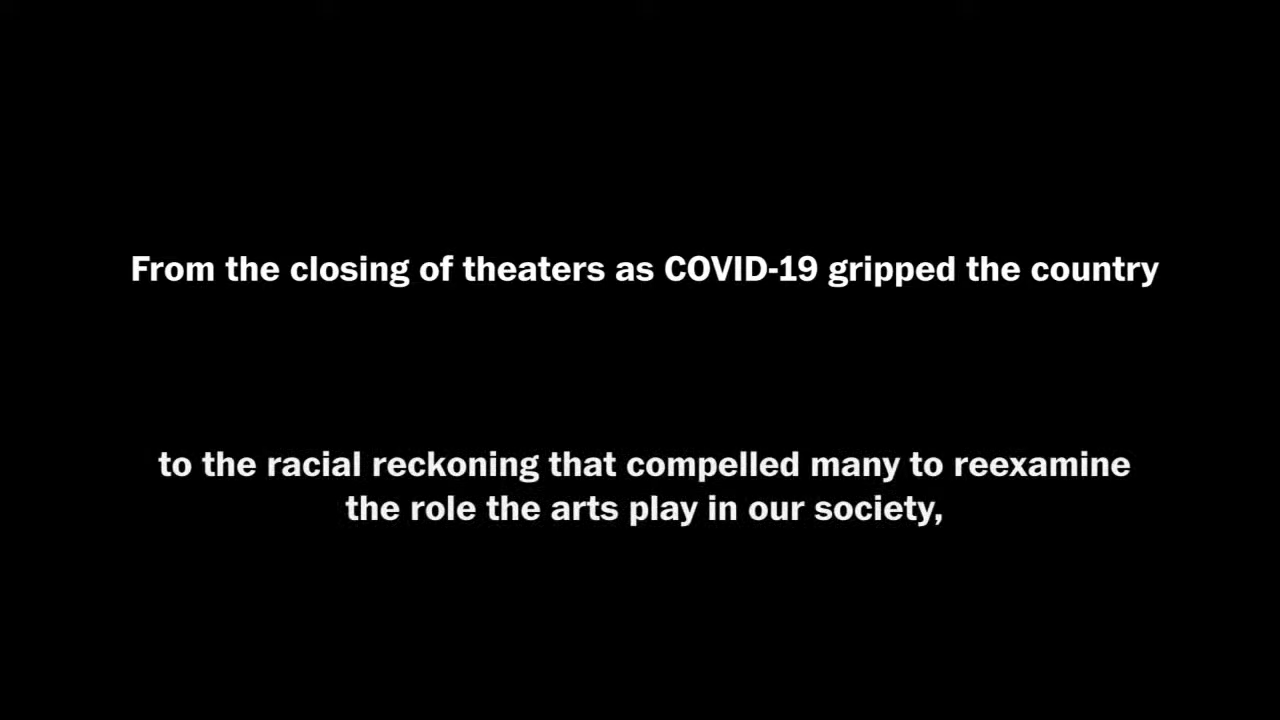 From the closing of theaters as COVID-19 gripped the country
to the racial reckoning that compelled many to reexamine
the role the arts play in our society,